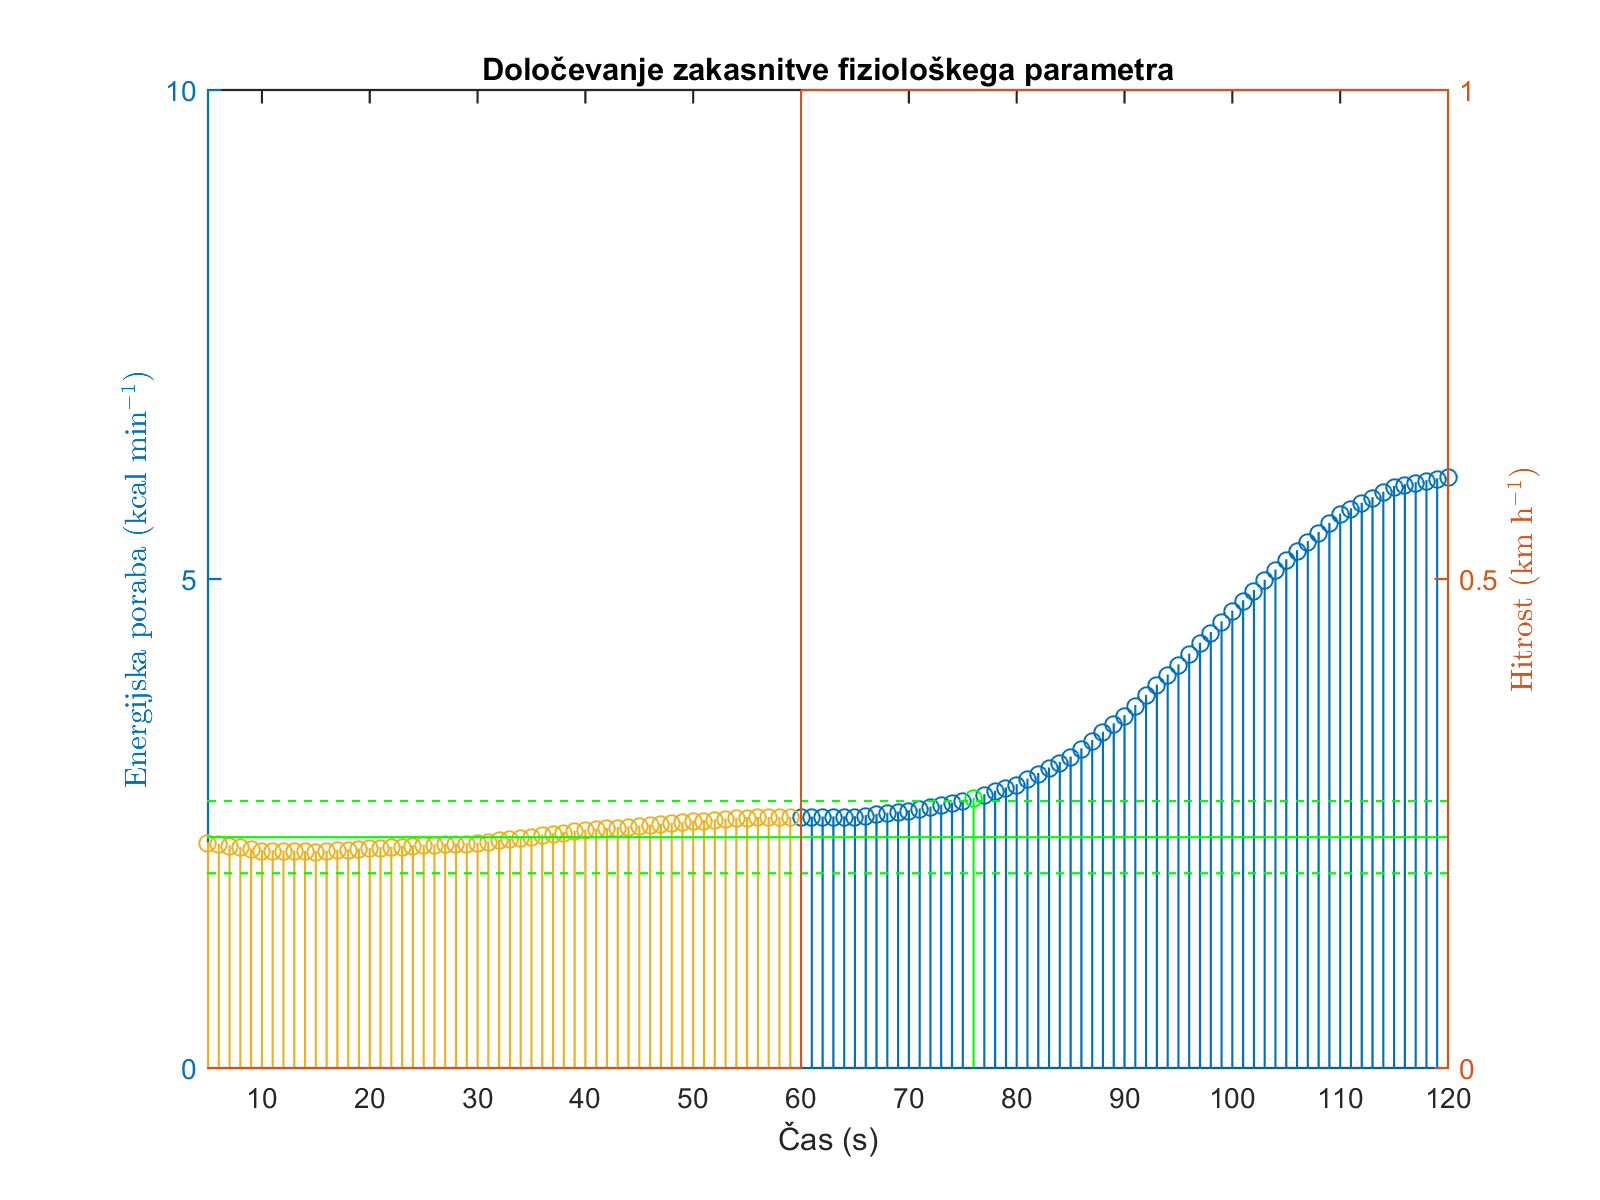 Določevanje zakasnitve fiziološkega parametra
10
5
0
Energijska poraba (kcal min⁻¹)
1
0.5
0
Hitrost (km h⁻¹)
10 20 30 40 50 60 70 80 90 100 110 120
Čas (s)